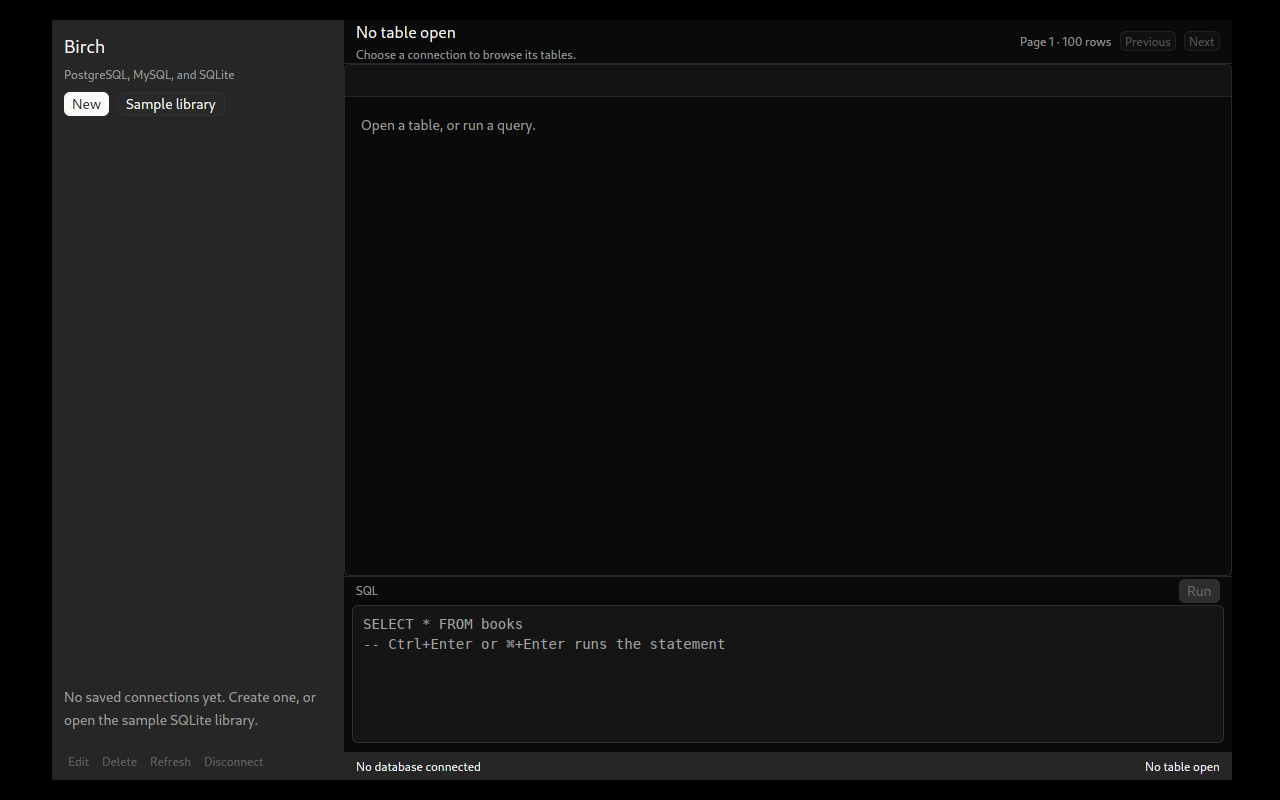 Birch
PostgreSQL, MySQL, and SQLite
New
Sample library
No saved connections yet. Create one, or
open the sample SQLite library.
Edit
Delete
Refresh
Disconnect
No table open
Choose a connection to browse its tables.
Page 1 · 100 rows
Previous
Next
Open a table, or run a query.
SQL
Run
SELECT * FROM books
-- Ctrl+Enter or ⌘+Enter runs the statement
No database connected
No table open